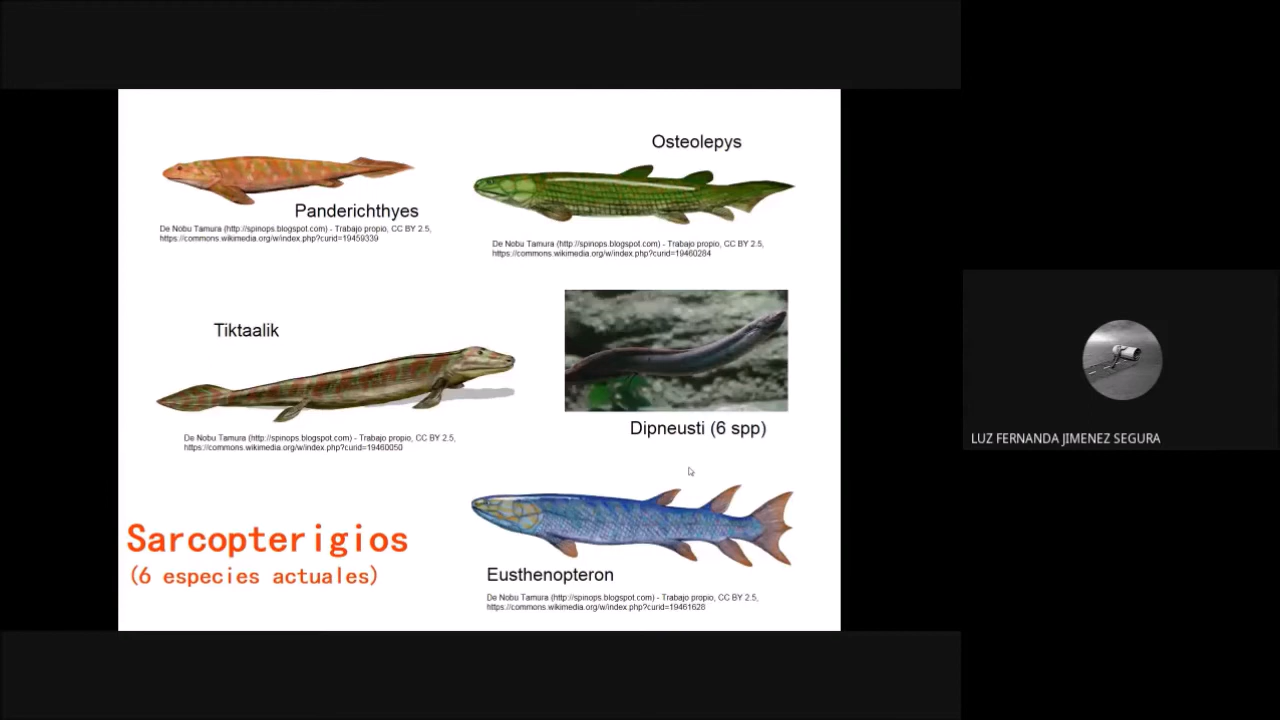 Osteolepys
Panderichthyes
De Nobu Tamura (http://spinops.blogspot.com) - Trabajo propio, CC BY 2.5,
https://commons.wikimedia.org/w/index.php?curid=19459339
De Nobu Tamura (http://spinops.blogspot.com) - Trabajo propio, CC BY 2.5,
https://commons.wikimedia.org/w/index.php?curid=19460284
Tiktaalik
De Nobu Tamura (http://spinops.blogspot.com) - Trabajo propio, CC BY 2.5,
https://commons.wikimedia.org/w/index.php?curid=19460050
Dipneusti (6 spp)
LUZ FERNANDA JIMENEZ SEGURA
Sarcopterigios
(6 especies actuales)
Eusthenopteron
De Nobu Tamura (http://spinops.blogspot.com) - Trabajo propio, CC BY 2.5,
https://commons.wikimedia.org/w/index.php?curid=19461628